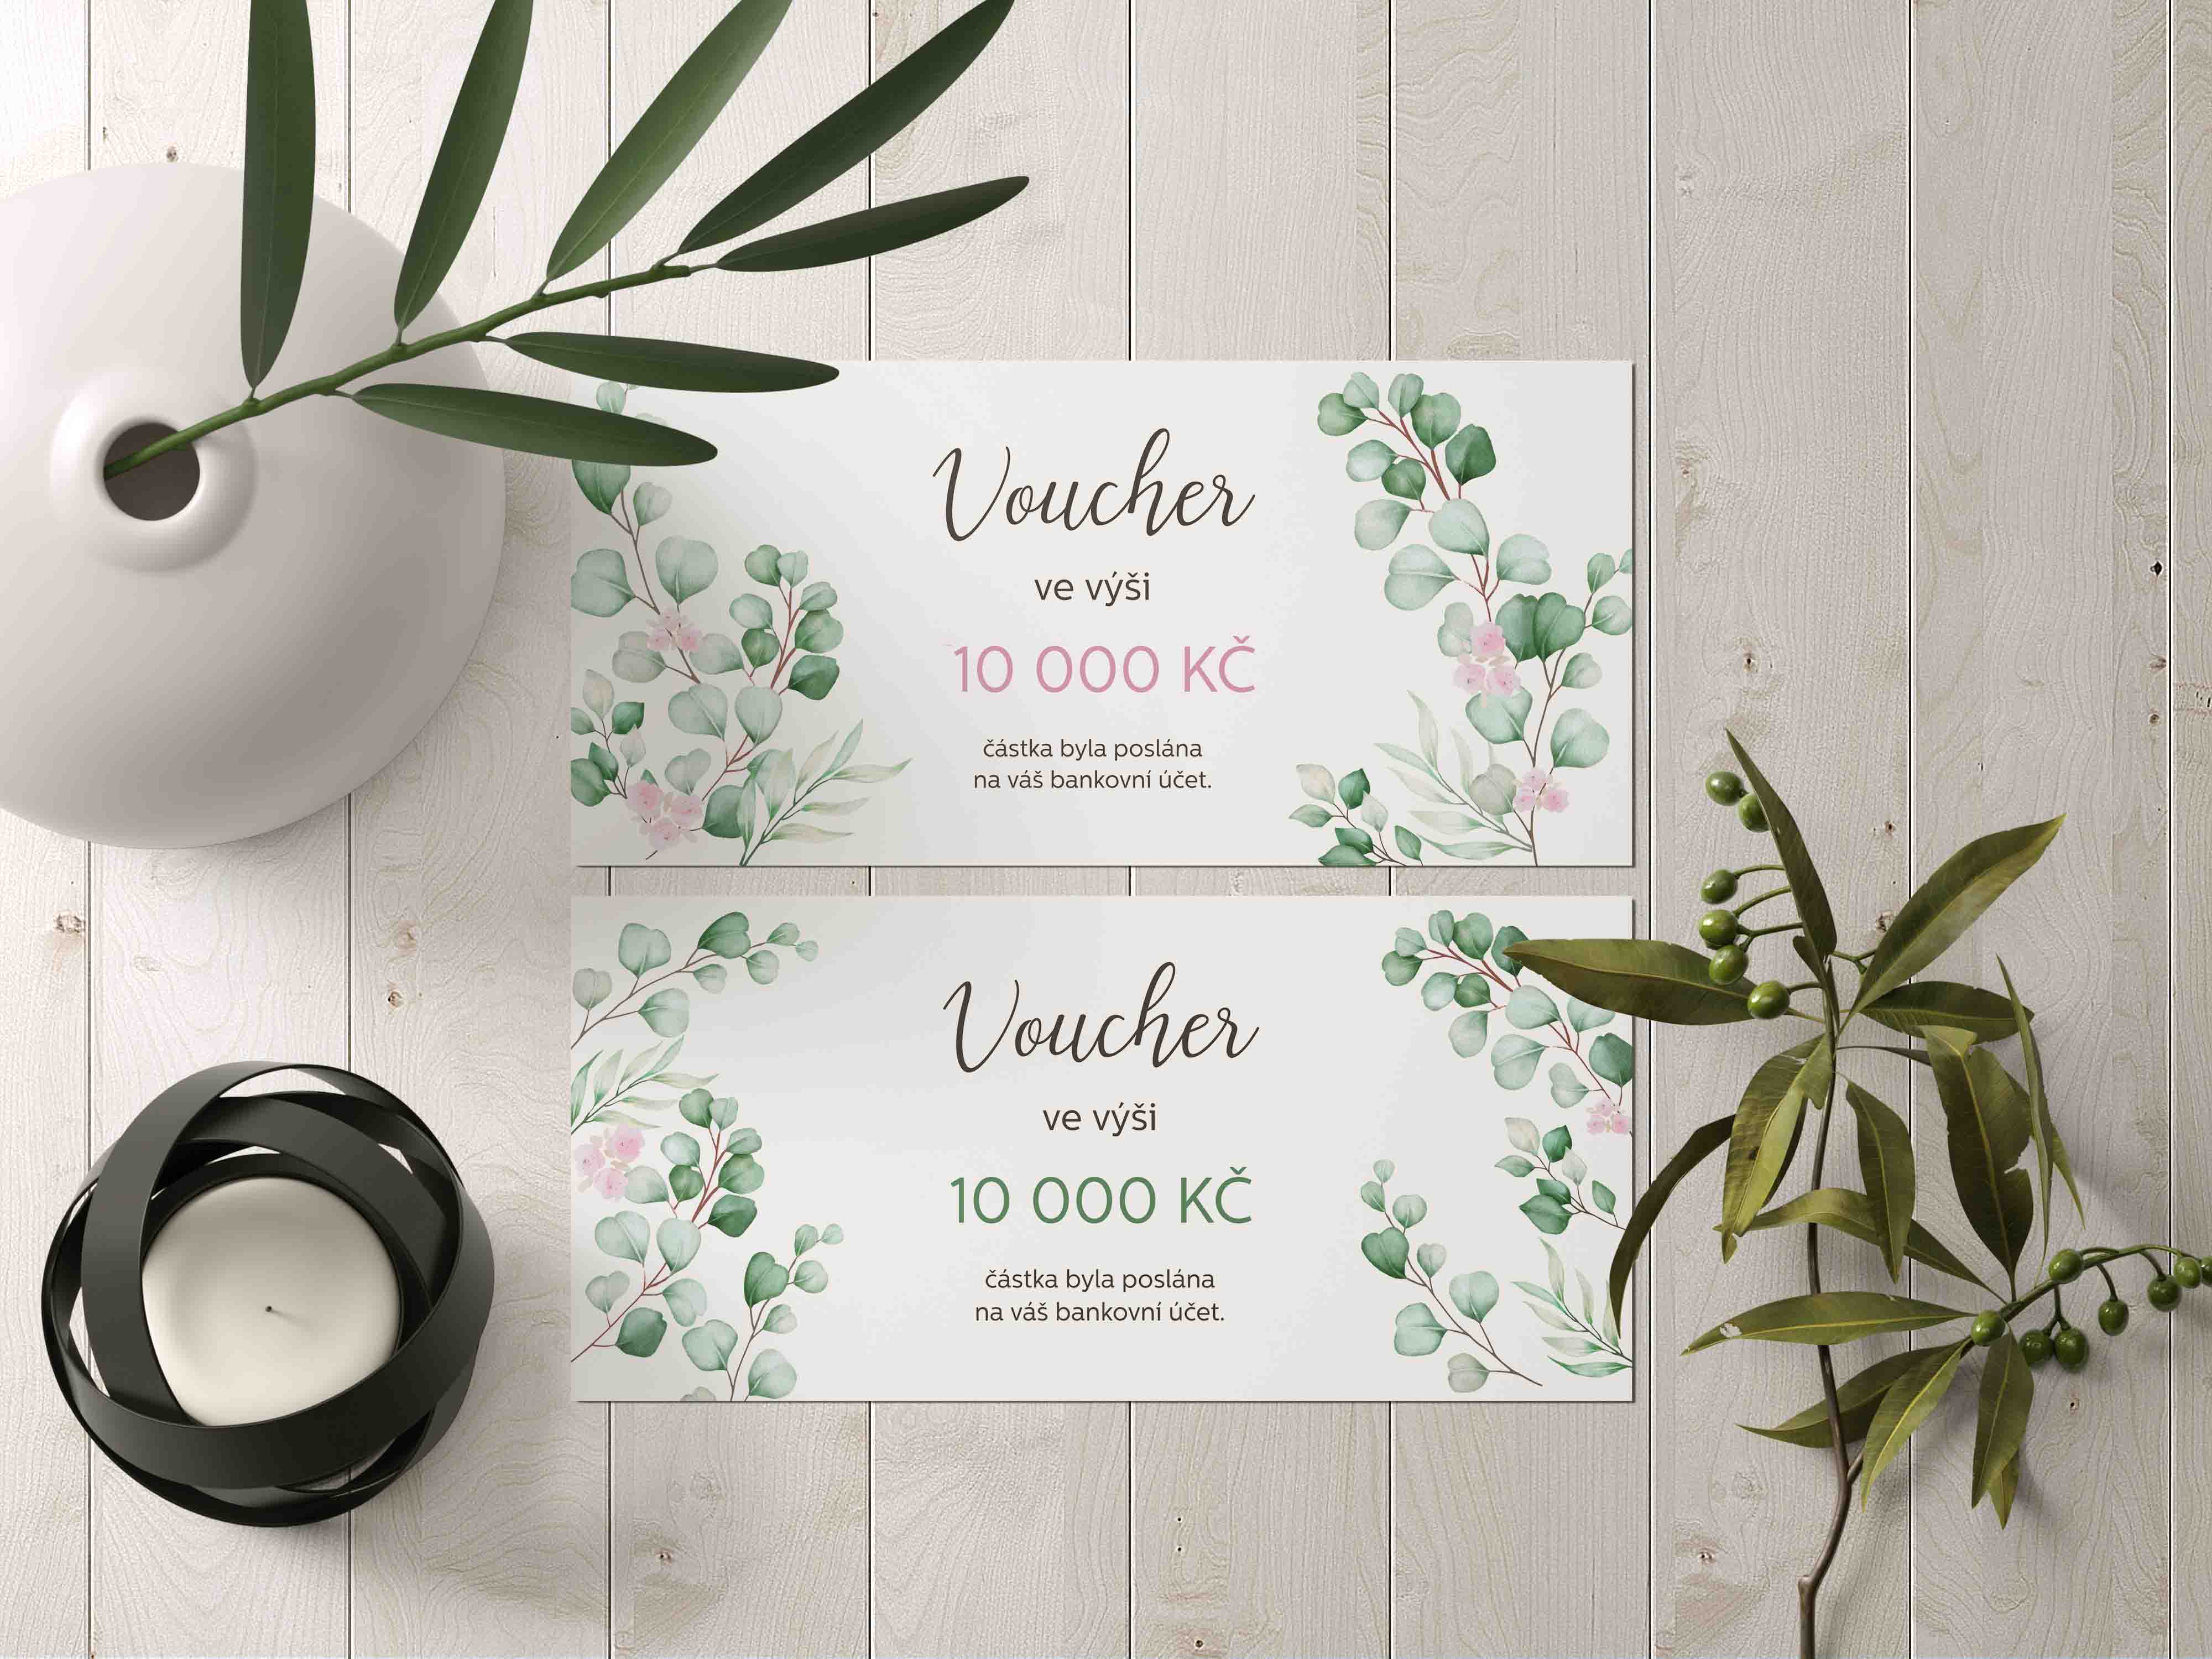 Voucher
ve výši
10 000 KČ
částka byla poslána
na váš bankovní účet.
Voucher
ve výši
10 000 KČ
částka byla poslána
na váš bankovní účet.